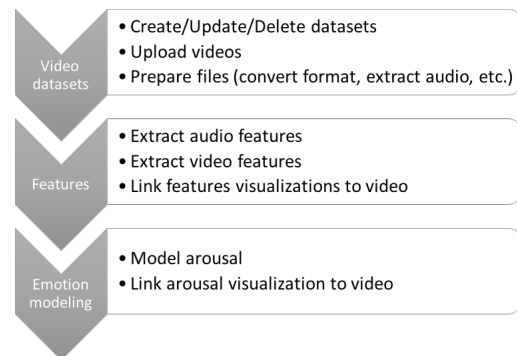 Video
datasets
• Create/Update/Delete datasets
• Upload videos
• Prepare files (convert format, extract audio, etc.)
Features
• Extract audio features
• Extract video features
• Link features visualizations to video
Emotion
modeling
• Model arousal
• Link arousal visualization to video